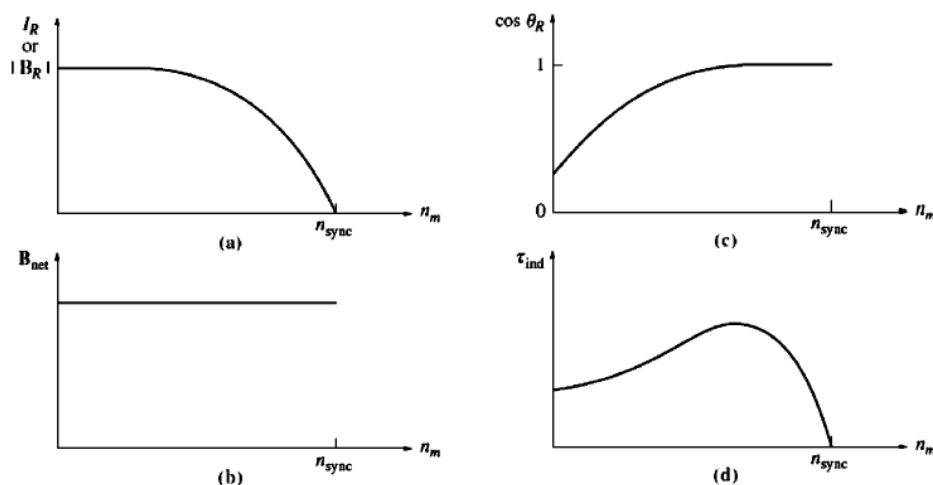 I_R
or
| B_R |
n_sync
n_m
(a)
B_net
n_sync
n_m
(b)
cos θ_R
1
0
n_sync
n_m
(c)
τ_ind
n_sync
n_m
(d)